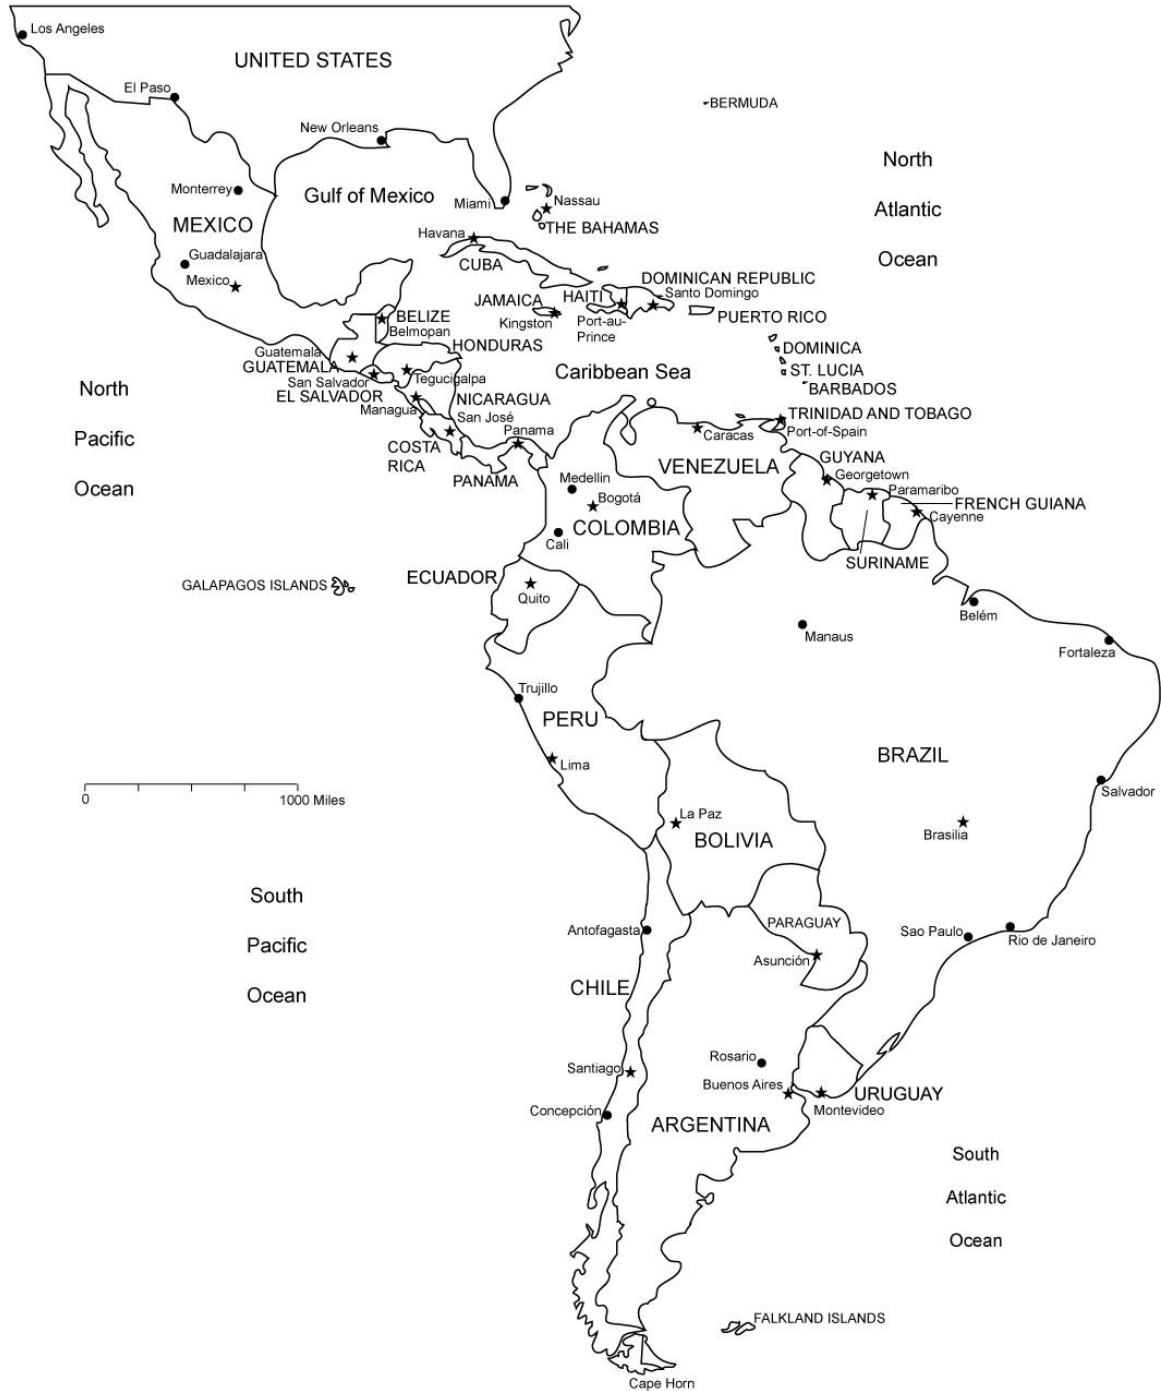 Los Angeles
UNITED STATES
El Paso
BERMUDA
New Orleans
North
Atlantic
Ocean
Monterrey
Gulf of Mexico
Miami
Nassau
THE BAHAMAS
MEXICO
Havana
Guadalajara
CUBA
Mexico
DOMINICAN REPUBLIC
Santo Domingo
HAITI
JAMAICA
Kingston
Port-au-
Prince
PUERTO RICO
BELIZE
Belmopan
HONDURAS
DOMINICA
Guatemala
GUATEMALA
ST. LUCIA
Caribbean Sea
San Salvador
Tegucigalpa
BARBADOS
EL SALVADOR
NICARAGUA
Managua
San José
TRINIDAD AND TOBAGO
Port-of-Spain
North
Pacific
Ocean
Panama
Caracas
COSTA
RICA
PANAMA
VENEZUELA
GUYANA
Georgetown
Medellin
Bogotá
Paramaribo
FRENCH GUIANA
Cayenne
COLOMBIA
Cali
SURINAME
GALAPAGOS ISLANDS
ECUADOR
Quito
Belém
Manaus
Fortaleza
Trujillo
PERU
Lima
BRAZIL
0
1000 Miles
Salvador
La Paz
BOLIVIA
Brasilia
South
Pacific
Ocean
Antofagasta
PARAGUAY
Asunción
Sao Paulo
Rio de Janeiro
CHILE
Rosario
Santiago
Buenos Aires
URUGUAY
Montevideo
Concepción
ARGENTINA
South
Atlantic
Ocean
FALKLAND ISLANDS
Cape Horn